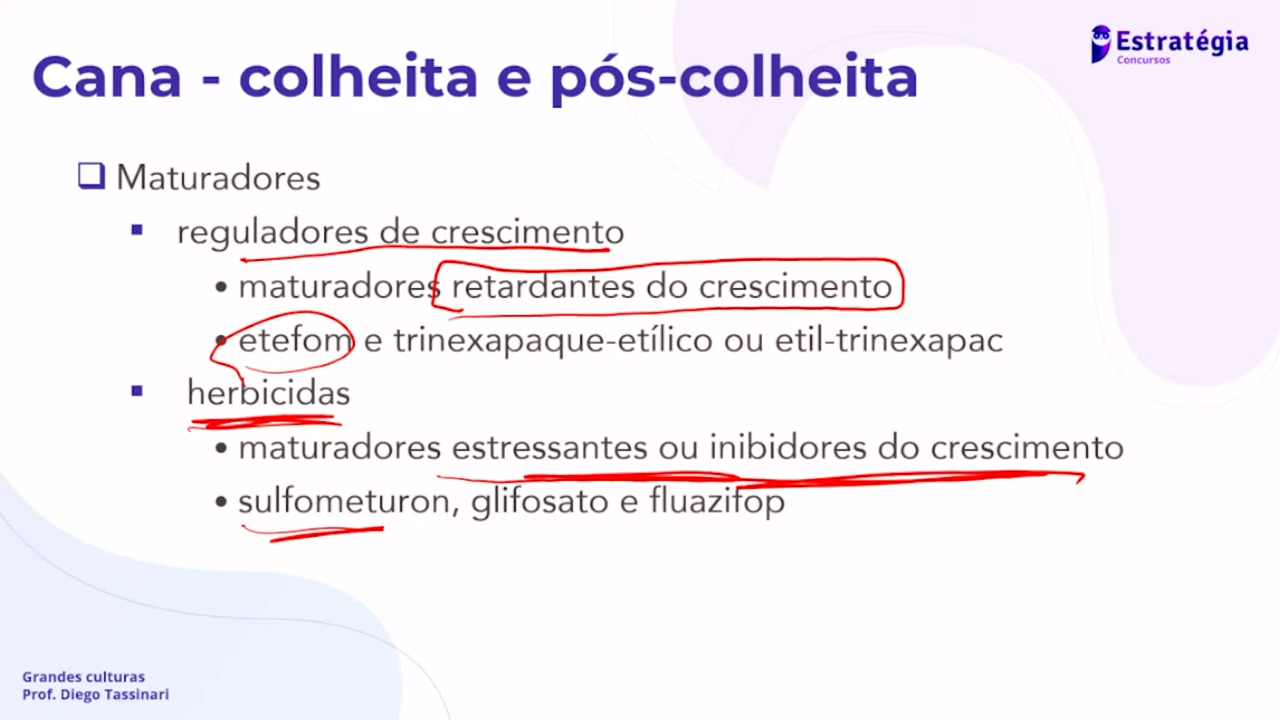 Estratégia
Concursos
Cana - colheita e pós-colheita
Maturadores
reguladores de crescimento
• maturadores retardantes do crescimento
• etefom e trinexapaque-etílico ou etil-trinexapac
herbicidas
• maturadores estressantes ou inibidores do crescimento
• sulfometuron, glifosato e fluazifop
Grandes culturas
Prof. Diego Tassinari